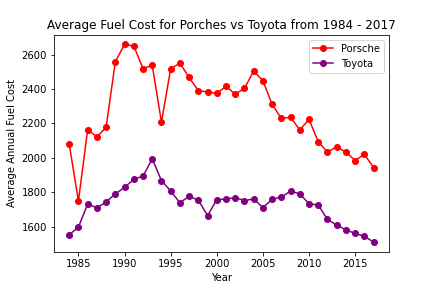 Average Fuel Cost for Porches vs Toyota from 1984 - 2017
Porsche
Toyota
Average Annual Fuel Cost
2600
2400
2200
2000
1800
1600
1985
1990
1995
2000
2005
2010
2015
Year